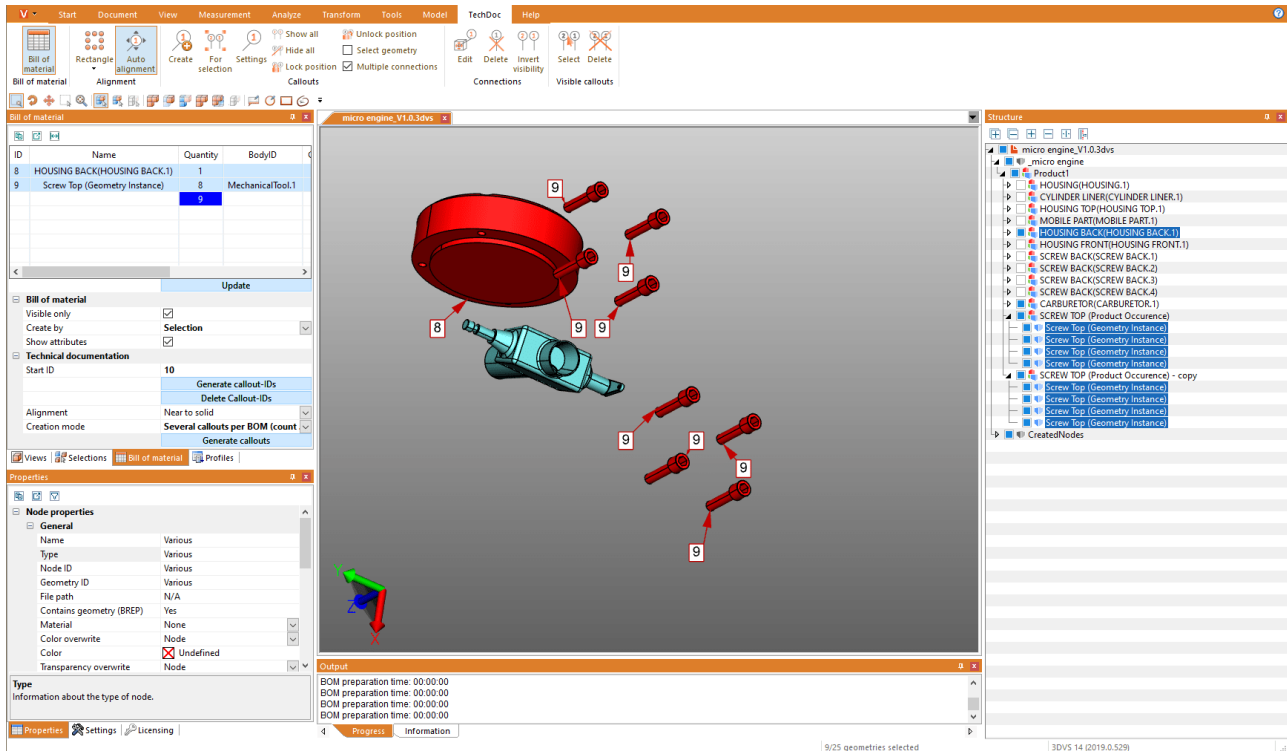 V Start Document View Measurement Analyze Transform Tools Model TechDoc Help
Bill of material
Rectangle
Auto alignment
Create
For selection
Settings
Show all
Hide all
Lock position
Unlock position
Select geometry
Multiple connections
Edit
Delete
Invert visibility
Select
Delete
Bill of material Alignment Callouts Connections Visible callouts
Bill of material
ID Name Quantity BodyID
8 HOUSING BACK(HOUSING BACK.1) 1
9 Screw Top (Geometry Instance) 8 MechanicalTool.1
9
Update
Bill of material
Visible only
Create by Selection
Show attributes
Technical documentation
Start ID 10
Generate callout-IDs
Delete Callout-IDs
Alignment Near to solid
Creation mode Several callouts per BOM (count
Generate callouts
Views Selections Bill of material Profiles
Properties
Node properties
General
Name Various
Type Various
Node ID Various
Geometry ID Various
File path N/A
Contains geometry (BREP) Yes
Material None
Color overwrite Node
Color Undefined
Transparency overwrite Node
Type
Information about the type of node.
Properties Settings Licensing
micro engine_V1.0.3dvs
9
9
9
9
9
8
9
9
9
9
Y
Z
X
Output
BOM preparation time: 00:00:00
BOM preparation time: 00:00:00
BOM preparation time: 00:00:00
BOM preparation time: 00:00:00
Progress Information
Structure
micro engine_V1.0.3dvs
_micro engine
Product1
HOUSING(HOUSING.1)
CYLINDER LINER(CYLINDER LINER.1)
HOUSING TOP(HOUSING TOP.1)
MOBILE PART(MOBILE PART.1)
HOUSING BACK(HOUSING BACK.1)
HOUSING FRONT(HOUSING FRONT.1)
SCREW BACK(SCREW BACK.1)
SCREW BACK(SCREW BACK.2)
SCREW BACK(SCREW BACK.3)
SCREW BACK(SCREW BACK.4)
CARBURETOR(CARBURETOR.1)
SCREW TOP (Product Occurence)
Screw Top (Geometry Instance)
Screw Top (Geometry Instance)
Screw Top (Geometry Instance)
Screw Top (Geometry Instance)
SCREW TOP (Product Occurence) - copy
Screw Top (Geometry Instance)
Screw Top (Geometry Instance)
Screw Top (Geometry Instance)
Screw Top (Geometry Instance)
CreatedNodes
9/25 geometries selected 3DVS 14 (2019.0.529)